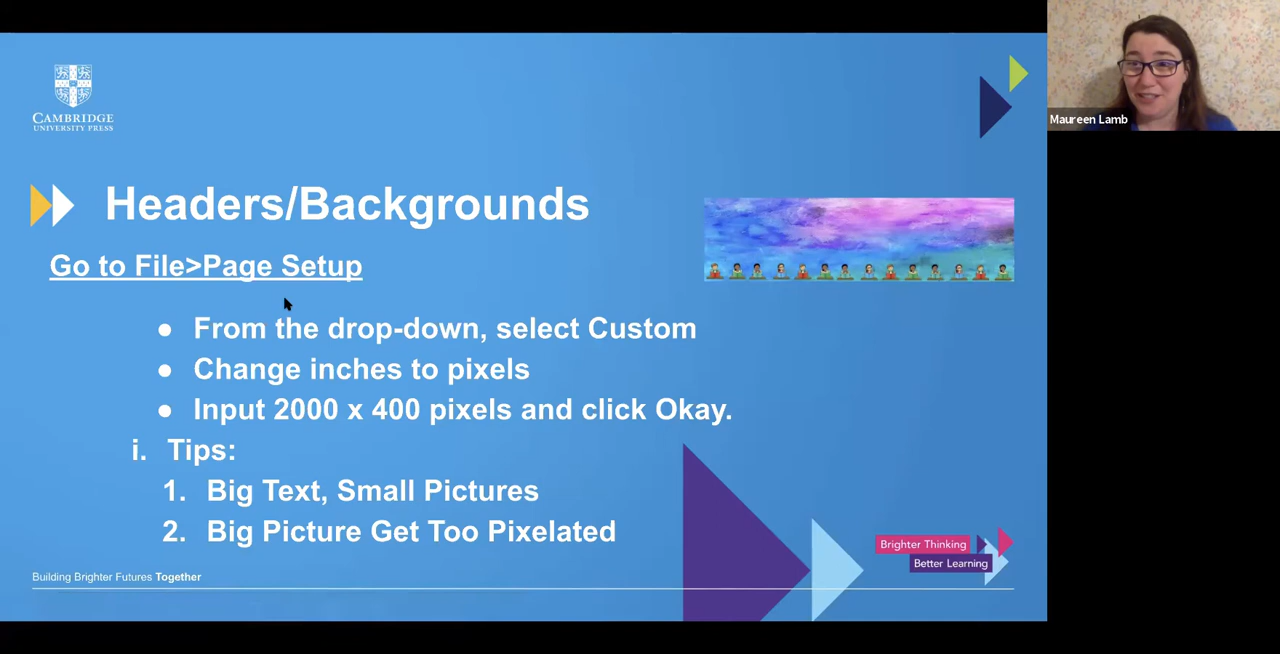 CAMBRIDGE
UNIVERSITY PRESS
Maureen Lamb
Headers/Backgrounds
Go to File>Page Setup
● From the drop-down, select Custom
● Change inches to pixels
● Input 2000 x 400 pixels and click Okay.
i. Tips:
1. Big Text, Small Pictures
2. Big Picture Get Too Pixelated
Brighter Thinking
Better Learning
Building Brighter Futures Together